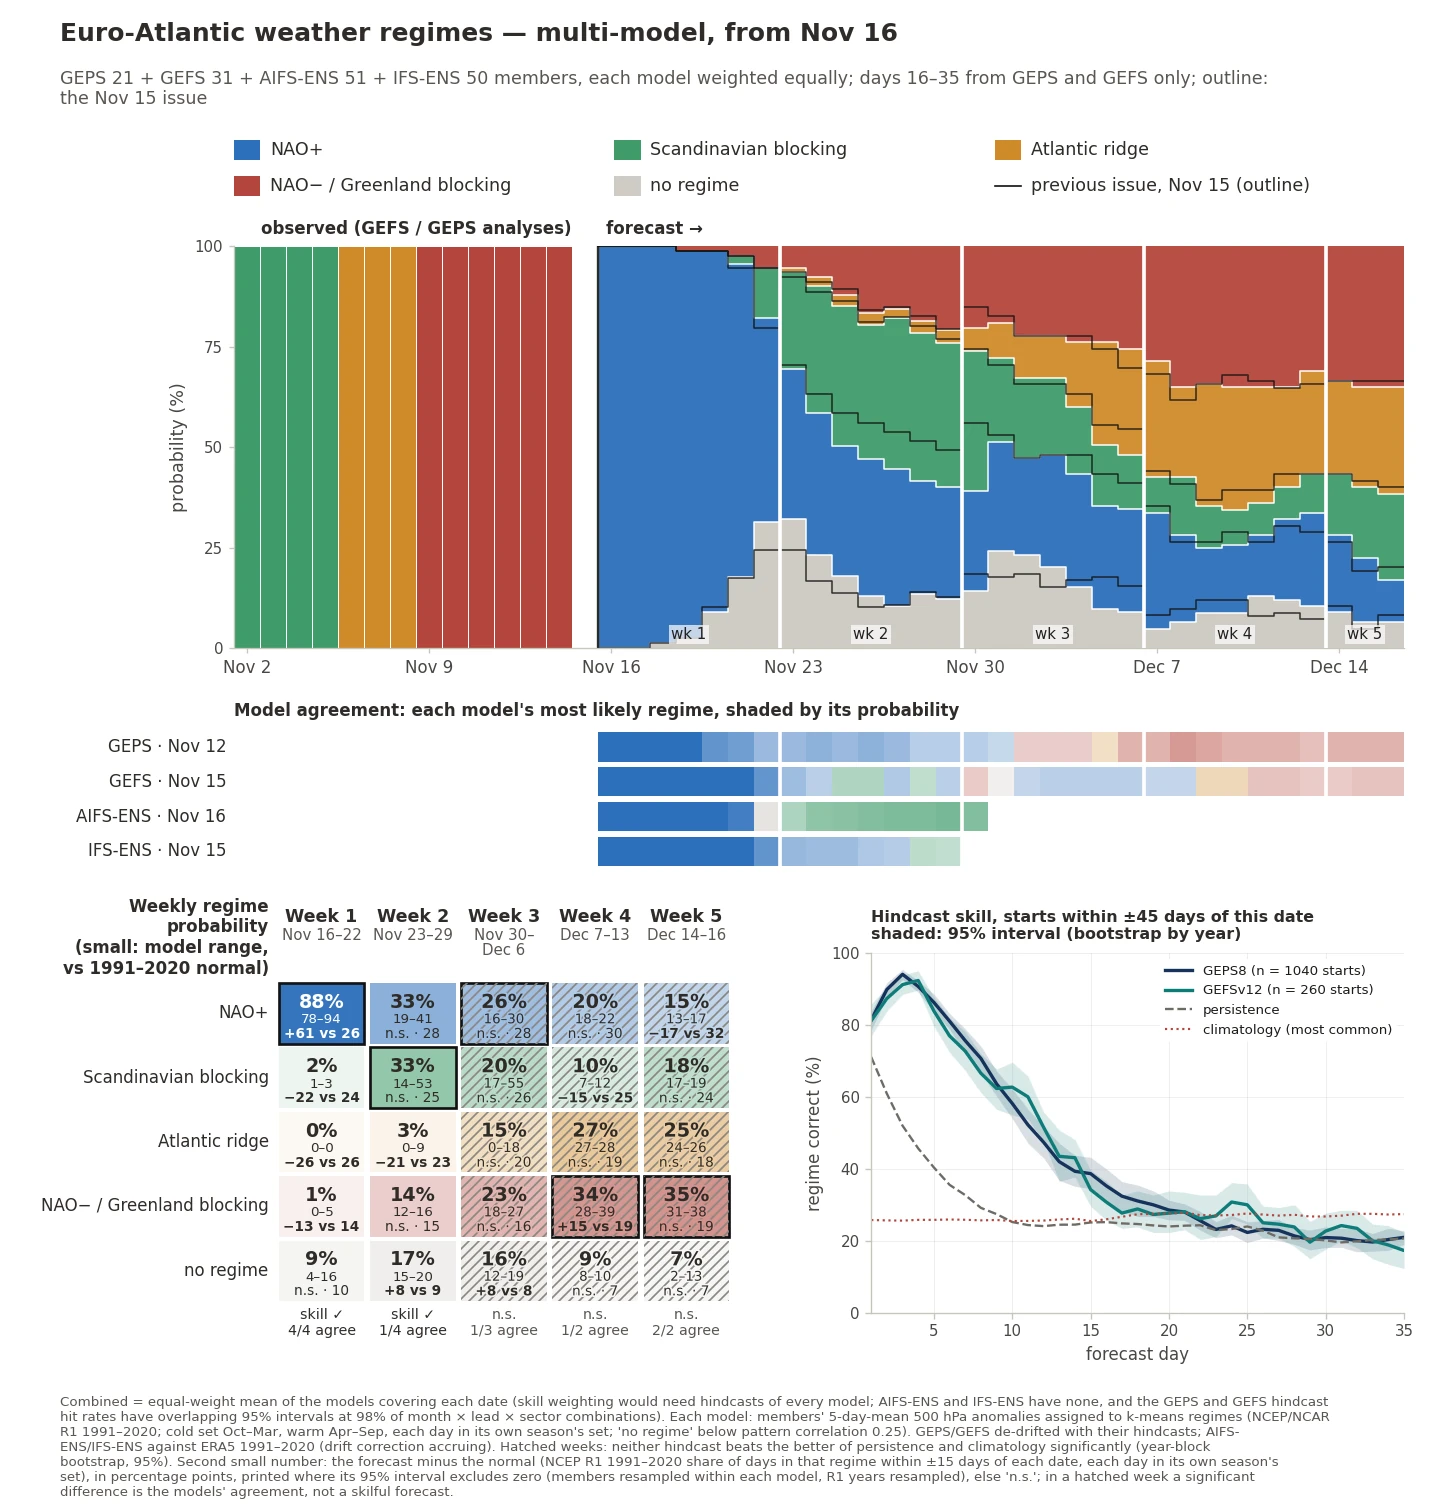 Euro-Atlantic weather regimes — multi-model, from Nov 16
GEPS 21 + GEFS 31 + AIFS-ENS 51 + IFS-ENS 50 members, each model weighted equally; days 16–35 from GEPS and GEFS only; outline:
the Nov 15 issue
NAO+
Scandinavian blocking
Atlantic ridge
NAO− / Greenland blocking
no regime
previous issue, Nov 15 (outline)
observed (GEFS / GEPS analyses)
forecast →
probability (%)
100
75
50
25
0
wk 1
wk 2
wk 3
wk 4
wk 5
Nov 2
Nov 9
Nov 16
Nov 23
Nov 30
Dec 7
Dec 14
Model agreement: each model's most likely regime, shaded by its probability
GEPS · Nov 12
GEFS · Nov 15
AIFS-ENS · Nov 16
IFS-ENS · Nov 15
Weekly regime
probability
(small: model range,
vs 1991–2020 normal)
Week 1 Week 2 Week 3 Week 4 Week 5
Nov 16–22 Nov 23–29 Nov 30– Dec 7–13 Dec 14–16
Dec 6
NAO+
88% 33% 26% 20% 15%
78–94 19–41 16–30 18–22 13–17
+61 vs 26 n.s. · 28 n.s. · 28 n.s. · 30 −17 vs 32
Scandinavian blocking
2% 33% 20% 10% 18%
1–3 14–53 17–55 7–12 17–19
−22 vs 24 n.s. · 25 n.s. · 26 −15 vs 25 n.s. · 24
Atlantic ridge
0% 3% 15% 27% 25%
0–0 0–9 0–18 27–28 24–26
−26 vs 26 −21 vs 23 n.s. · 20 n.s. · 19 n.s. · 18
NAO− / Greenland blocking
1% 14% 23% 34% 35%
0–5 12–16 18–27 28–39 31–38
−13 vs 14 n.s. · 15 n.s. · 16 +15 vs 19 n.s. · 19
no regime
9% 17% 16% 9% 7%
4–16 15–20 12–19 8–10 2–13
n.s. · 10 +8 vs 9 +8 vs 8 n.s. · 7 n.s. · 7
skill ✓ skill ✓ n.s. n.s. n.s.
4/4 agree 1/4 agree 1/3 agree 1/2 agree 2/2 agree
Hindcast skill, starts within ±45 days of this date
shaded: 95% interval (bootstrap by year)
GEPS8 (n = 1040 starts)
GEFSv12 (n = 260 starts)
persistence
climatology (most common)
regime correct (%)
100
80
60
40
20
0
5 10 15 20 25 30 35
forecast day
Combined = equal-weight mean of the models covering each date (skill weighting would need hindcasts of every model; AIFS-ENS and IFS-ENS have none, and the GEPS and GEFS hindcast
hit rates have overlapping 95% intervals at 98% of month × lead × sector combinations). Each model: members' 5-day-mean 500 hPa anomalies assigned to k-means regimes (NCEP/NCAR
R1 1991–2020; cold set Oct–Mar, warm Apr–Sep, each day in its own season's set; 'no regime' below pattern correlation 0.25). GEPS/GEFS de-drifted with their hindcasts; AIFS-
ENS/IFS-ENS against ERA5 1991–2020 (drift correction accruing). Hatched weeks: neither hindcast beats the better of persistence and climatology significantly (year-block
bootstrap, 95%). Second small number: the forecast minus the normal (NCEP R1 1991–2020 share of days in that regime within ±15 days of each date, each day in its own season's
set), in percentage points, printed where its 95% interval excludes zero (members resampled within each model, R1 years resampled), else 'n.s.'; in a hatched week a significant
difference is the models' agreement, not a skilful forecast.